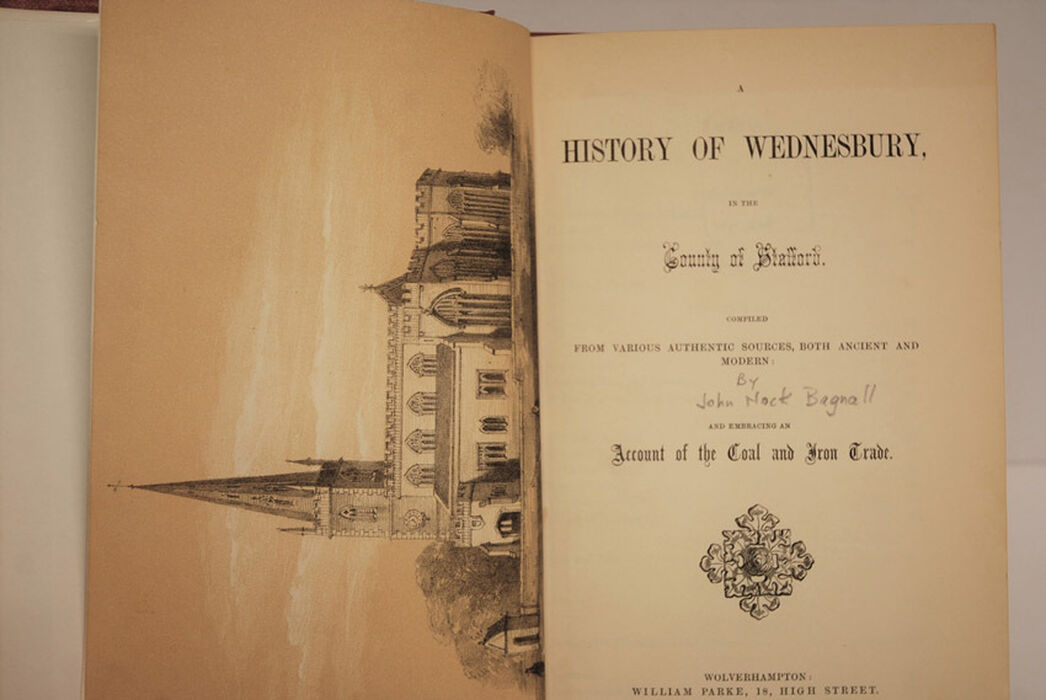 A
HISTORY OF WEDNESBURY,
IN THE
County of Stafford.
COMPILED
FROM VARIOUS AUTHENTIC SOURCES, BOTH ANCIENT AND
MODERN:
By
John Nock Bagnall
AND EMBRACING AN
Account of the Coal and Iron Trade.
WOLVERHAMPTON:
WILLIAM PARKE, 18, HIGH STREET.